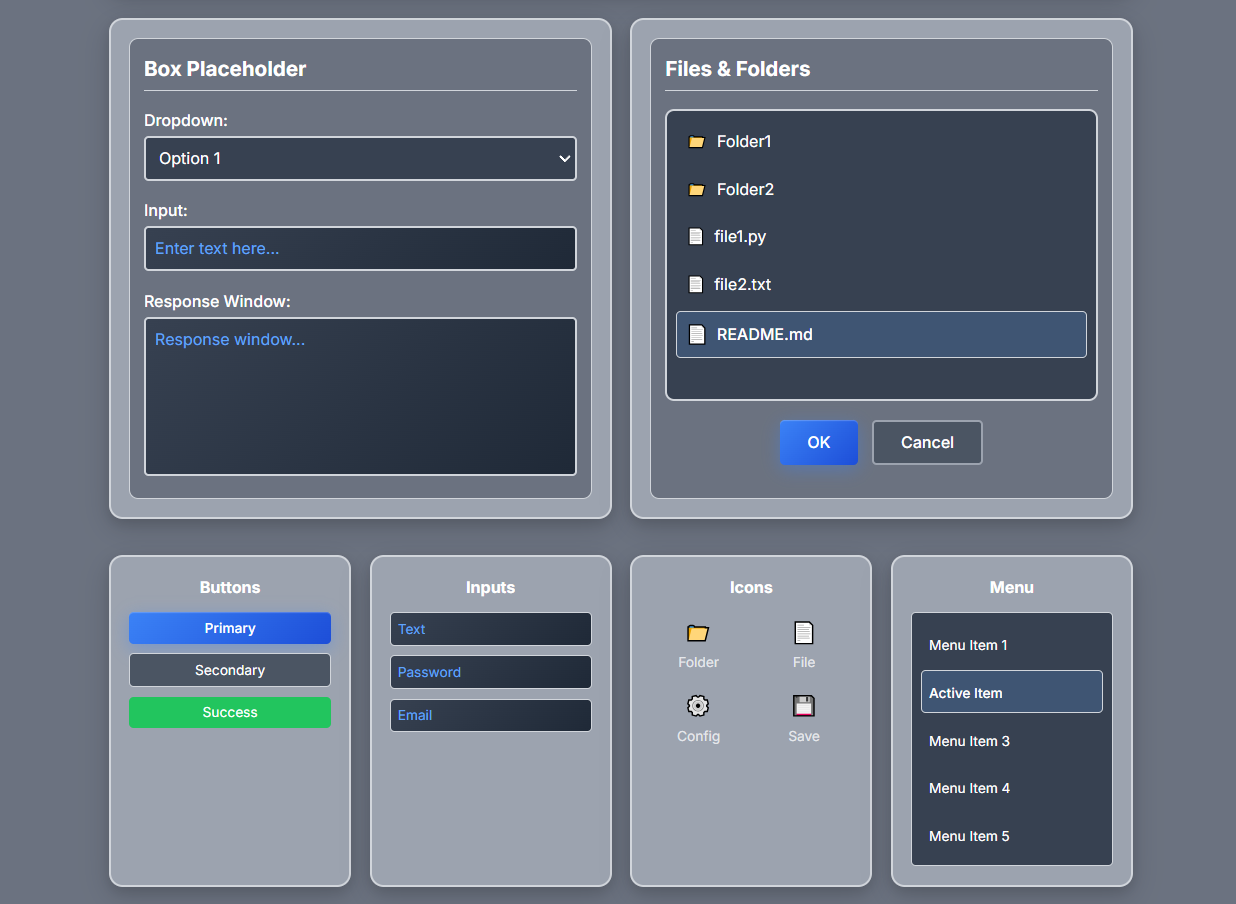 Box Placeholder
Dropdown:
Option 1
Input:
Enter text here...
Response Window:
Response window...
Files & Folders
Folder1
Folder2
file1.py
file2.txt
README.md
OK
Cancel
Buttons
Primary
Secondary
Success
Inputs
Text
Password
Email
Icons
Folder
File
Config
Save
Menu
Menu Item 1
Active Item
Menu Item 3
Menu Item 4
Menu Item 5